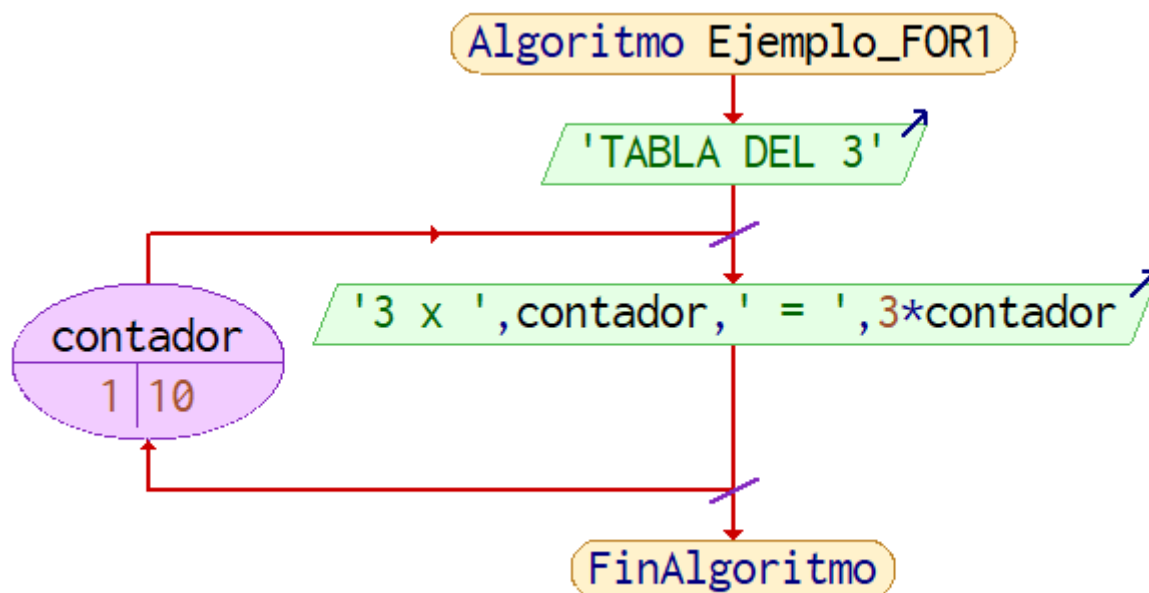 Algoritmo Ejemplo_FOR1
'TABLA DEL 3'
'3 x ',contador,' = ',3*contador
contador
1 10
FinAlgoritmo